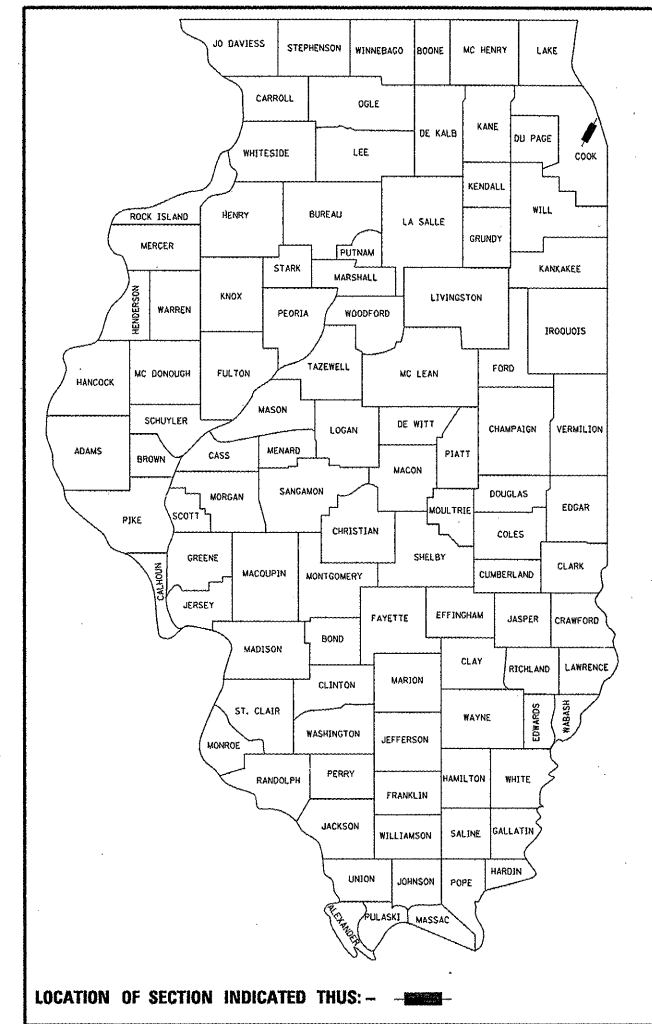 JO DAVIESS STEPHENSON WINNEBAGO BOONE MC HENRY LAKE
CARROLL OGLE DE KALB KANE DU PAGE COOK
WHITESIDE LEE KENDALL WILL
ROCK ISLAND HENRY BUREAU LA SALLE GRUNDY
MERCER PUTNAM KANKAKEE
STARK MARSHALL
HENDERSON WARREN KNOX PEORIA WOODFORD LIVINGSTON IROQUOIS
HANCOCK MC DONOUGH FULTON TAZEWELL MC LEAN FORD
SCHUYLER MASON LOGAN DE WITT CHAMPAIGN VERMILION
ADAMS BROWN CASS MENARD MACON PIATT
MORGAN SANGAMON DOUGLAS EDGAR
PIKE SCOTT CHRISTIAN MOULTRIE COLES
CALHOUN GREENE MACOUPIN MONTGOMERY SHELBY CUMBERLAND CLARK
JERSEY FAYETTE EFFINGHAM JASPER CRAWFORD
MADISON BOND CLAY RICHLAND LAWRENCE
CLINTON MARION
ST. CLAIR WAYNE EDWARDS WABASH
MONROE WASHINGTON JEFFERSON
RANDOLPH PERRY HAMILTON WHITE
FRANKLIN
JACKSON WILLIAMSON SALINE GALLATIN
UNION JOHNSON POPE HARDIN
ALEXANDER PULASKI MASSAC
LOCATION OF SECTION INDICATED THUS: –